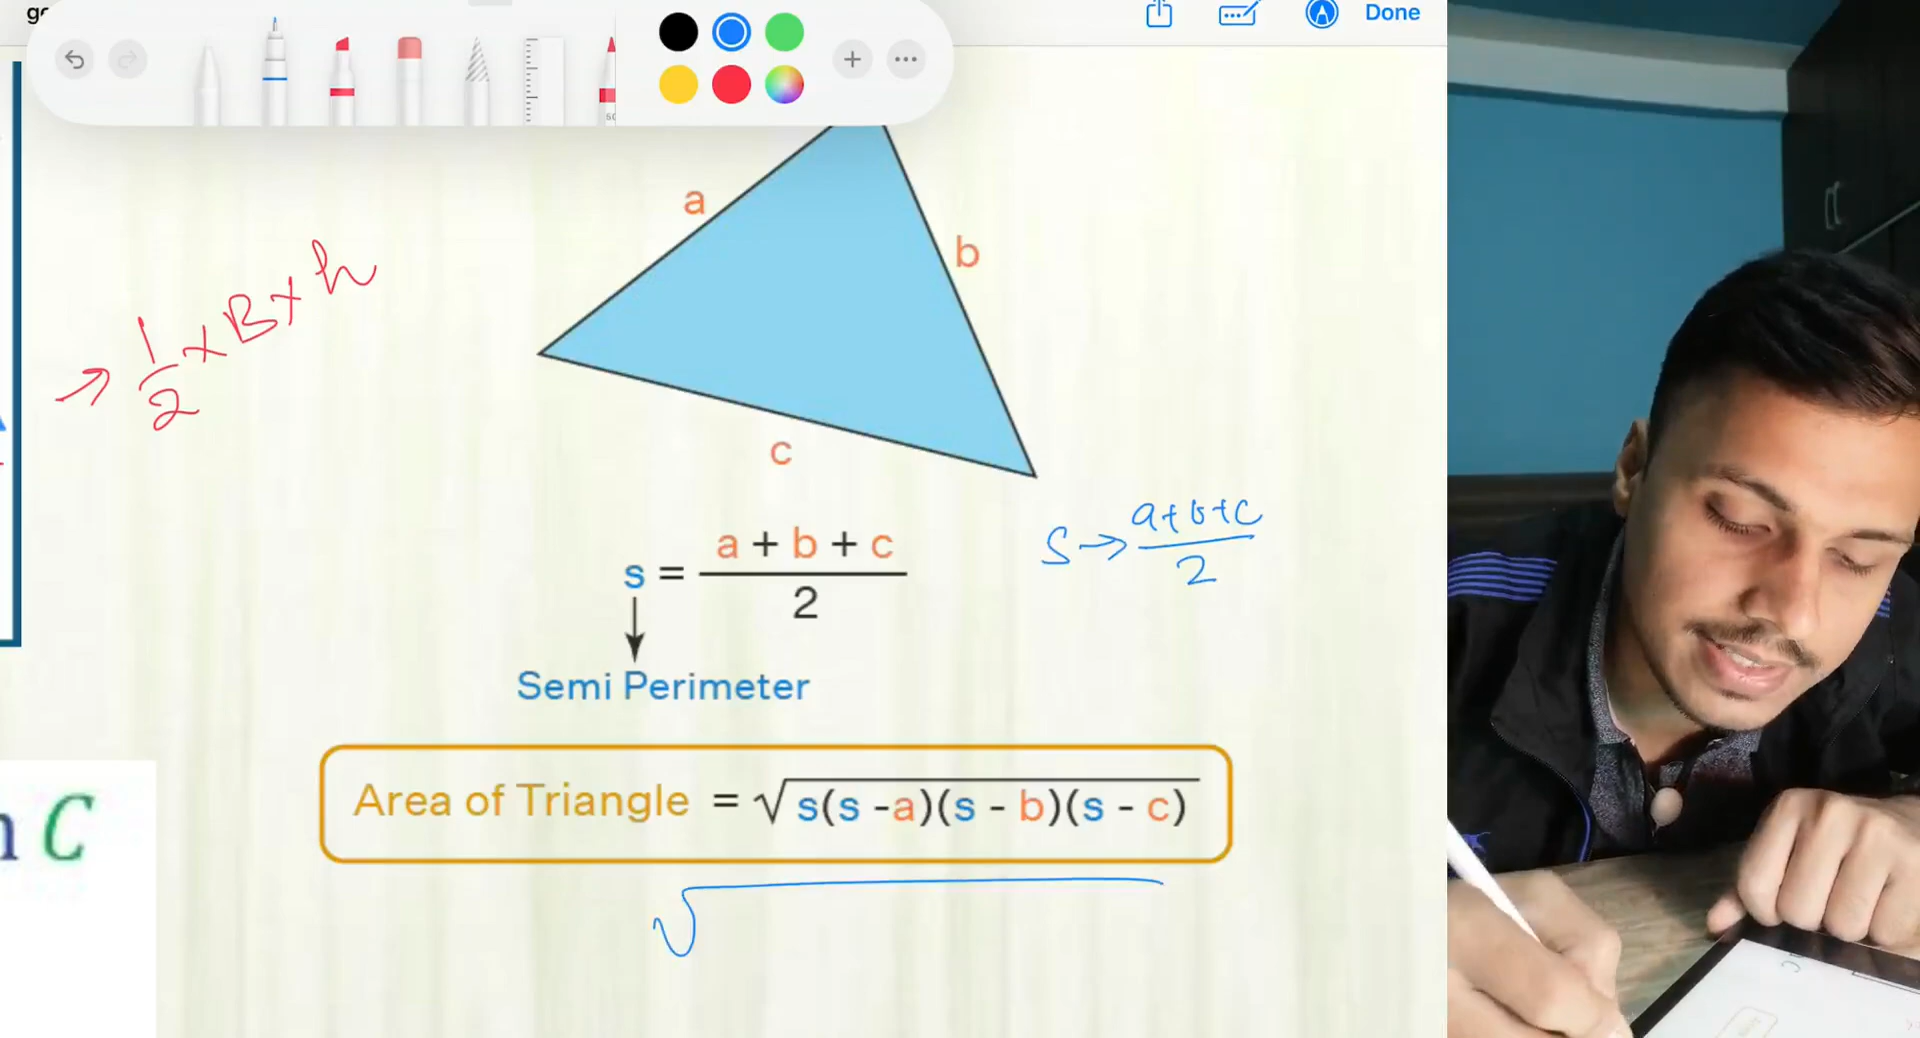 Done
a
b
→ 1/2 × B × h
c
s = a + b + c / 2
S → a+b+c / 2
Semi Perimeter
Area of Triangle = √s(s -a)(s - b)(s - c)
C
√